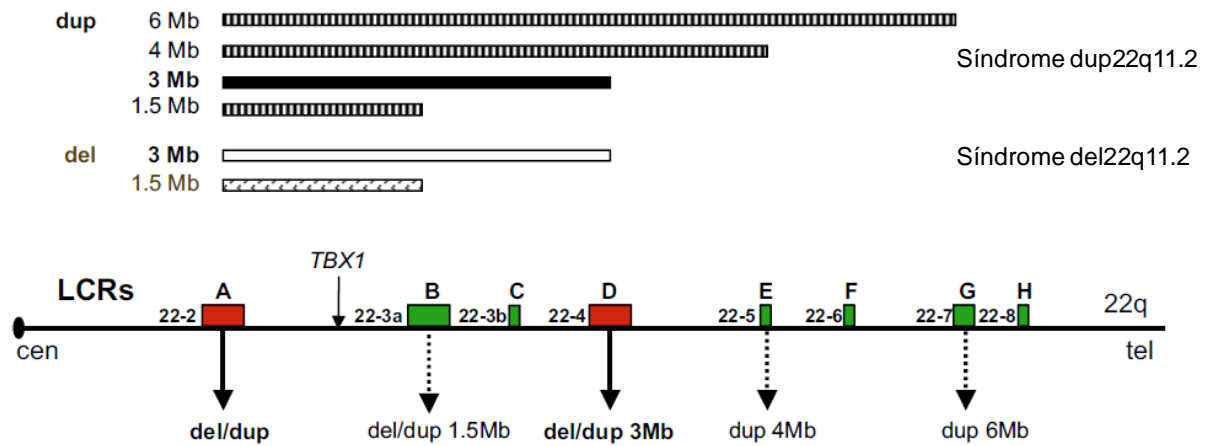 dup 6 Mb
4 Mb
Síndrome dup22q11.2
3 Mb
1.5 Mb
del 3 Mb Síndrome del22q11.2
1.5 Mb
TBX1
LCRs A B C D E F G H
22-2 22-3a 22-3b 22-4 22-5 22-6 22-7 22-8 22q
cen tel
del/dup del/dup 1.5Mb del/dup 3Mb dup 4Mb dup 6Mb